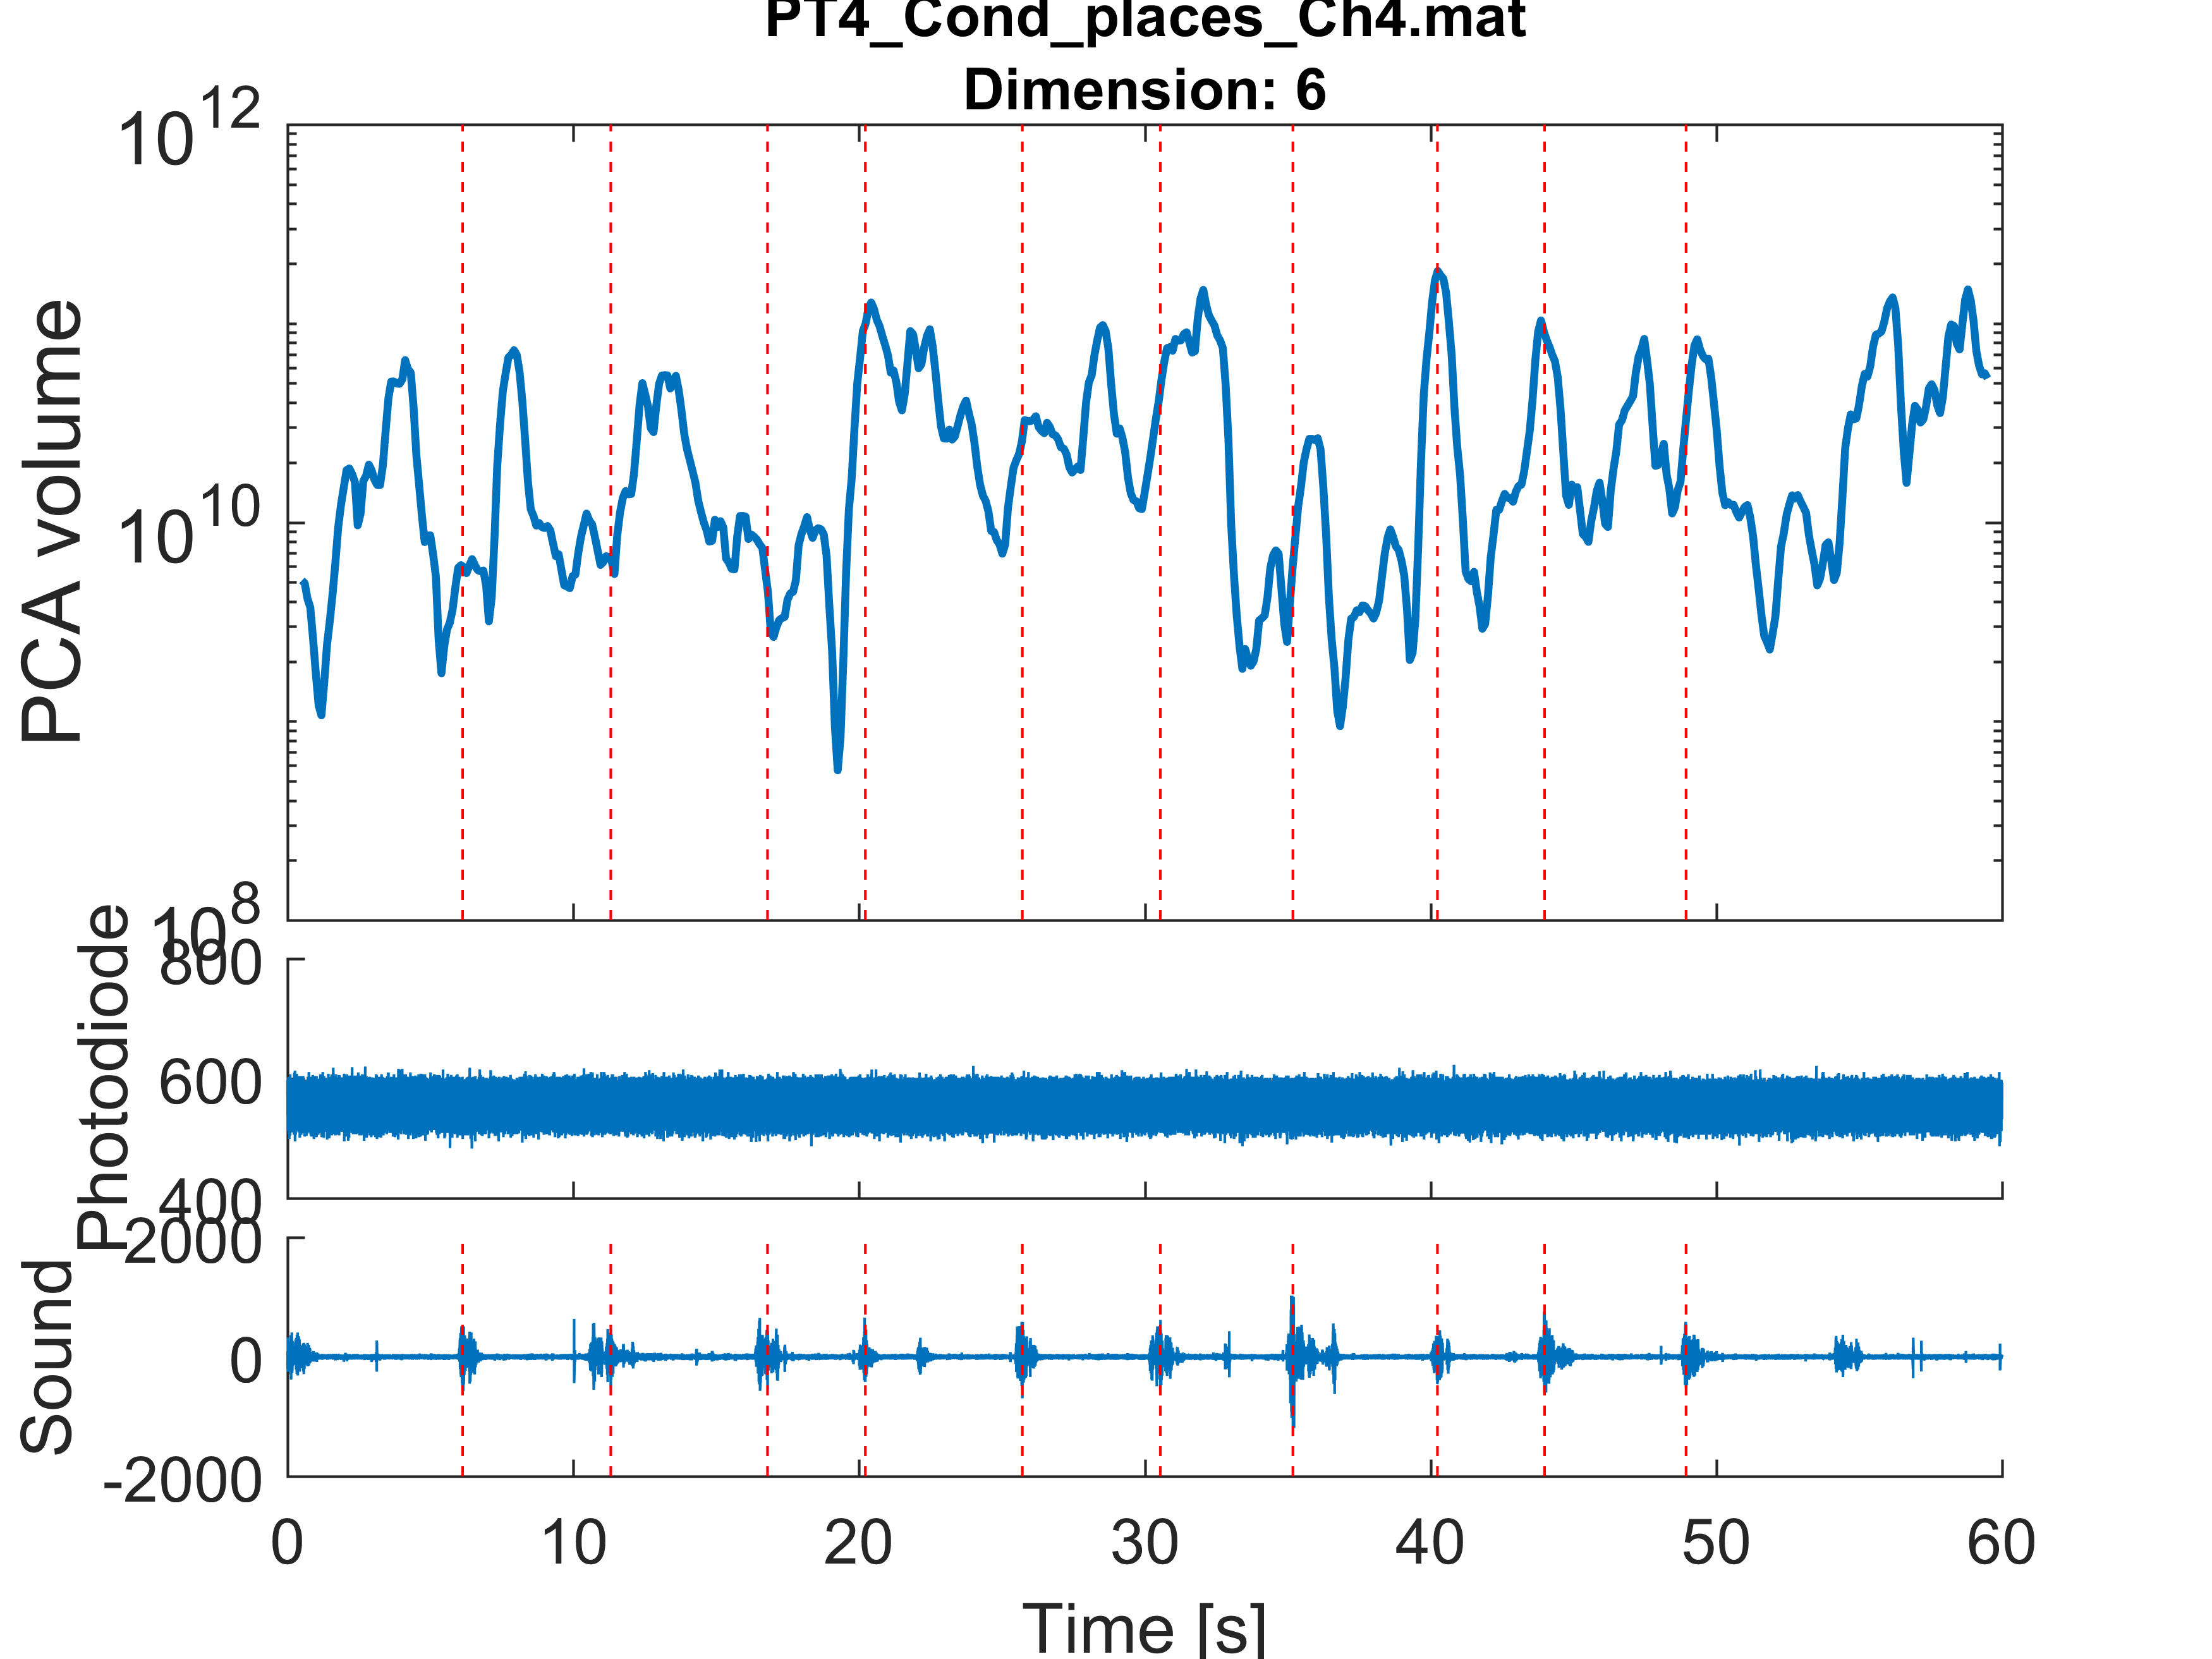 PT4_Cond_places_Ch4.mat
Dimension: 6
10^12
10^10
10^8
PCA volume
800
600
400
Photodiode
2000
0
-2000
Sound
0 10 20 30 40 50 60
Time [s]